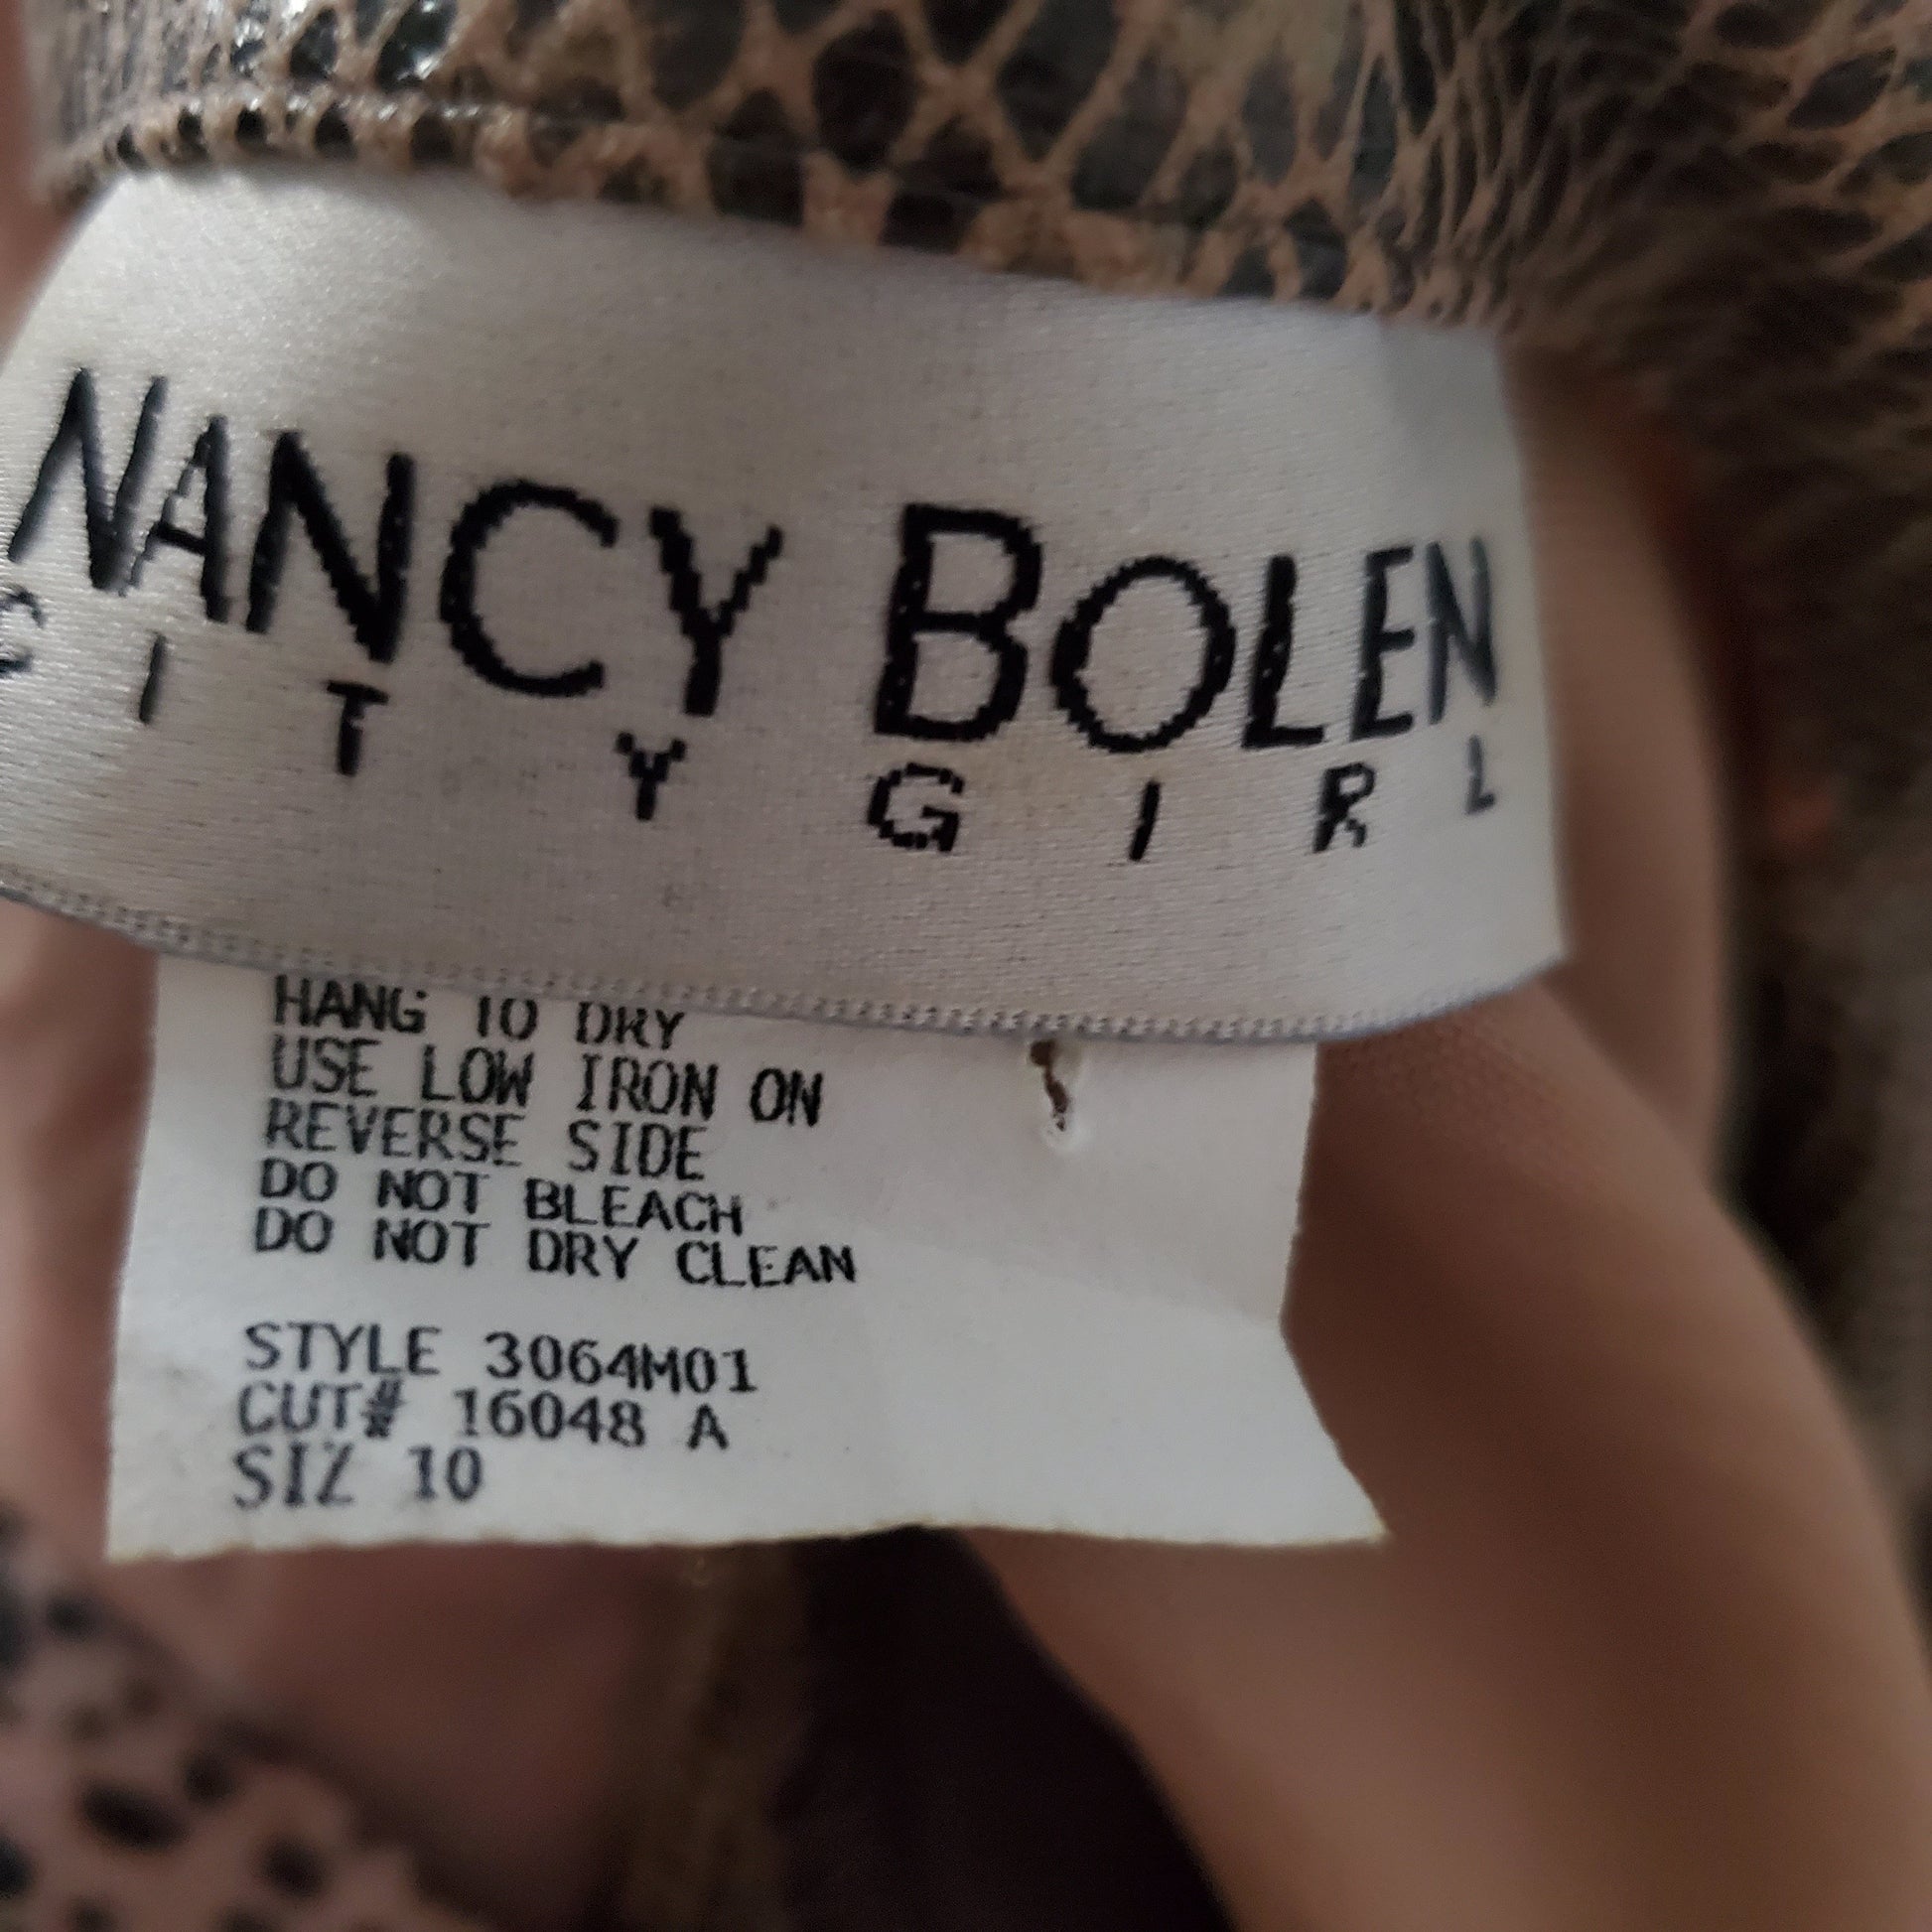 NANCY BOLEN
CITY GIRL
HANG TO DRY
USE LOW IRON ON
REVERSE SIDE
DO NOT BLEACH
DO NOT DRY CLEAN
STYLE 3064M01
CUT# 16048 A
SIZ 10